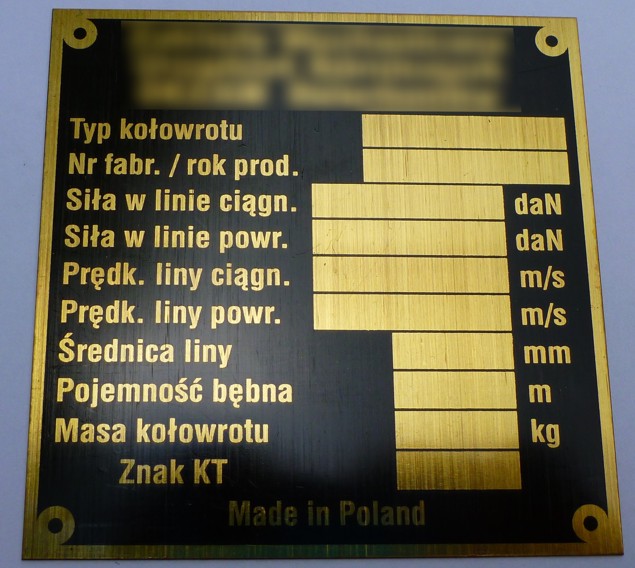 Typ kołowrotu
Nr fabr. / rok prod.
Siła w linie ciągn. daN
Siła w linie powr. daN
Prędk. liny ciągn. m/s
Prędk. liny powr. m/s
Średnica liny mm
Pojemność bębna m
Masa kołowrotu kg
Znak KT
Made in Poland